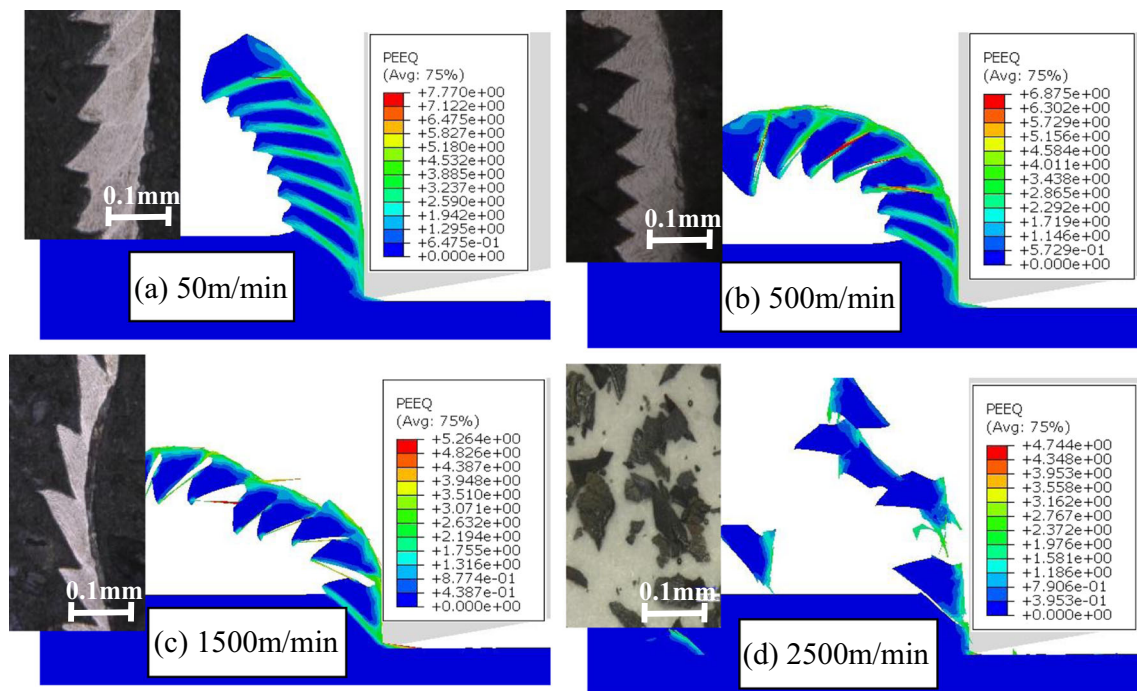 0.1mm
PEEQ
(Avg: 75%)
+7.770e+00
+7.122e+00
+6.475e+00
+5.827e+00
+5.180e+00
+4.532e+00
+3.885e+00
+3.237e+00
+2.590e+00
+1.942e+00
+1.295e+00
+6.475e-01
+0.000e+00
(a) 50m/min
0.1mm
PEEQ
(Avg: 75%)
+6.875e+00
+6.302e+00
+5.729e+00
+5.156e+00
+4.584e+00
+4.011e+00
+3.438e+00
+2.865e+00
+2.292e+00
+1.719e+00
+1.146e+00
+5.729e-01
+0.000e+00
(b) 500m/min
0.1mm
PEEQ
(Avg: 75%)
+5.264e+00
+4.826e+00
+4.387e+00
+3.948e+00
+3.510e+00
+3.071e+00
+2.632e+00
+2.194e+00
+1.755e+00
+1.316e+00
+8.774e-01
+4.387e-01
+0.000e+00
(c) 1500m/min
0.1mm
PEEQ
(Avg: 75%)
+4.744e+00
+4.348e+00
+3.953e+00
+3.558e+00
+3.162e+00
+2.767e+00
+2.372e+00
+1.976e+00
+1.581e+00
+1.186e+00
+7.906e-01
+3.953e-01
+0.000e+00
(d) 2500m/min